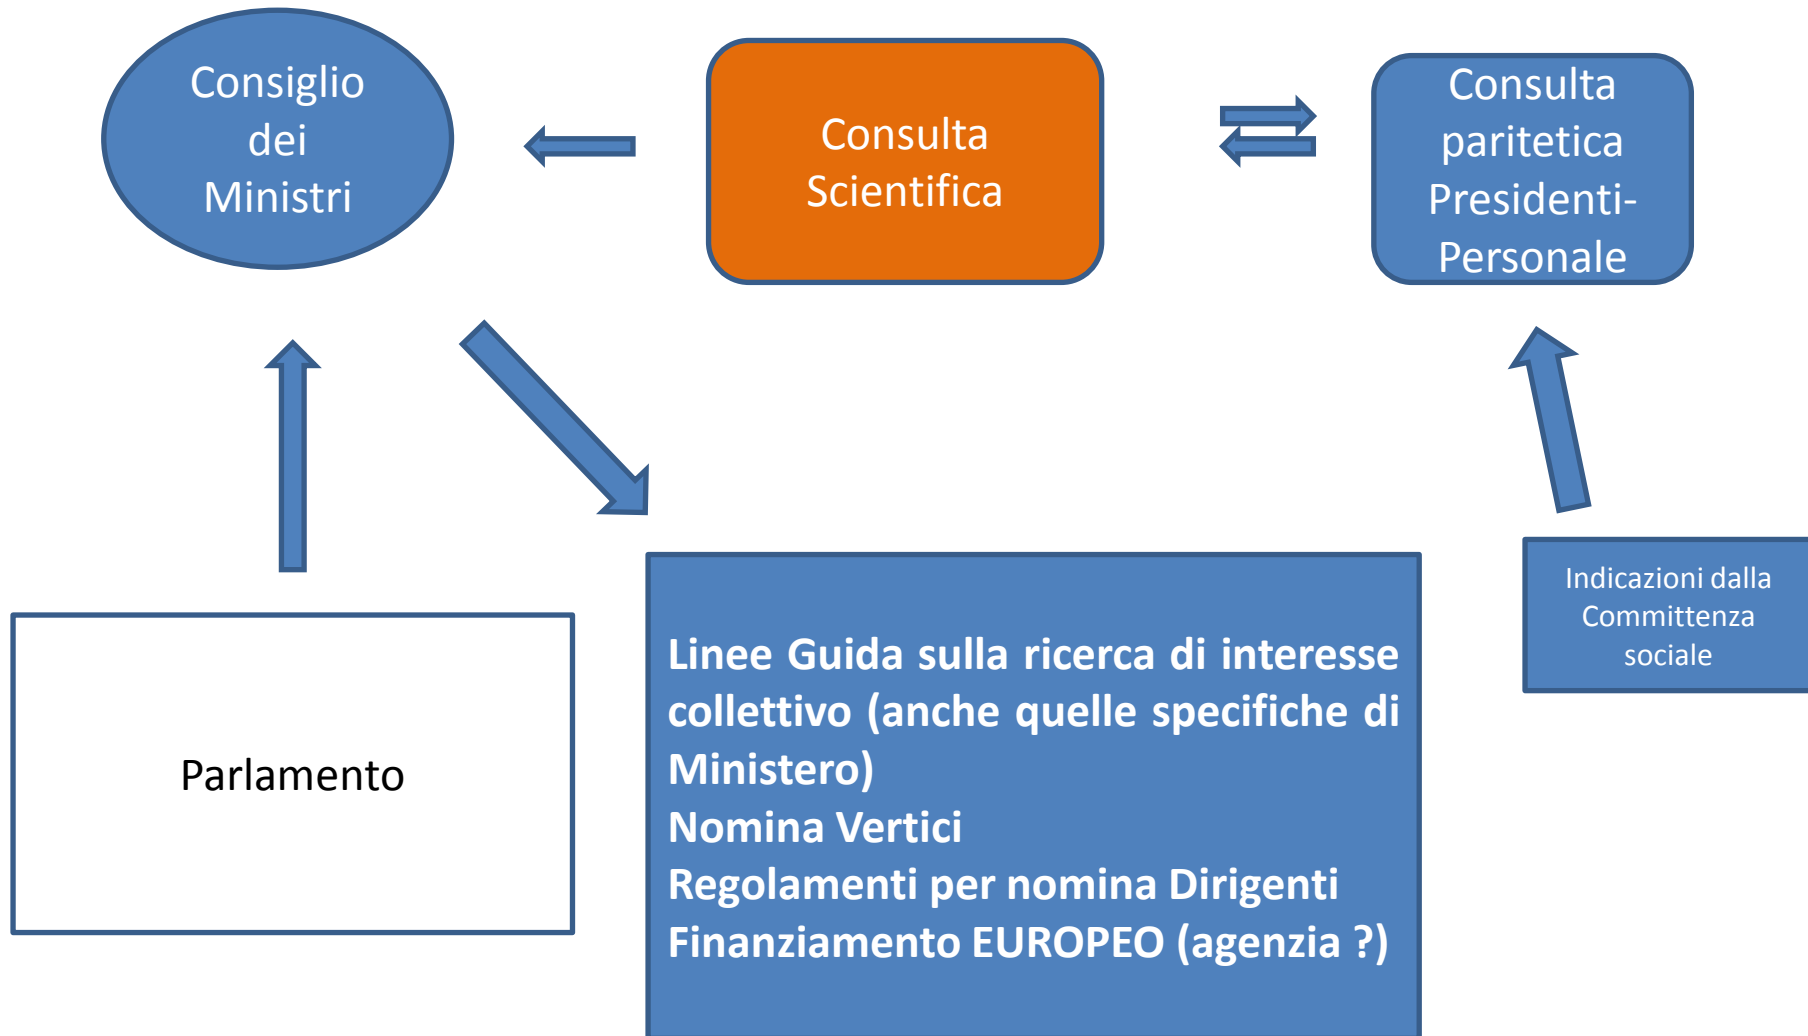 Consiglio
dei
Ministri
Consulta
Scientifica
Consulta
paritetica
Presidenti-
Personale
Indicazioni dalla
Committenza
sociale
Parlamento
Linee Guida sulla ricerca di interesse
collettivo (anche quelle specifiche di
Ministero)
Nomina Vertici
Regolamenti per nomina Dirigenti
Finanziamento EUROPEO (agenzia ?)